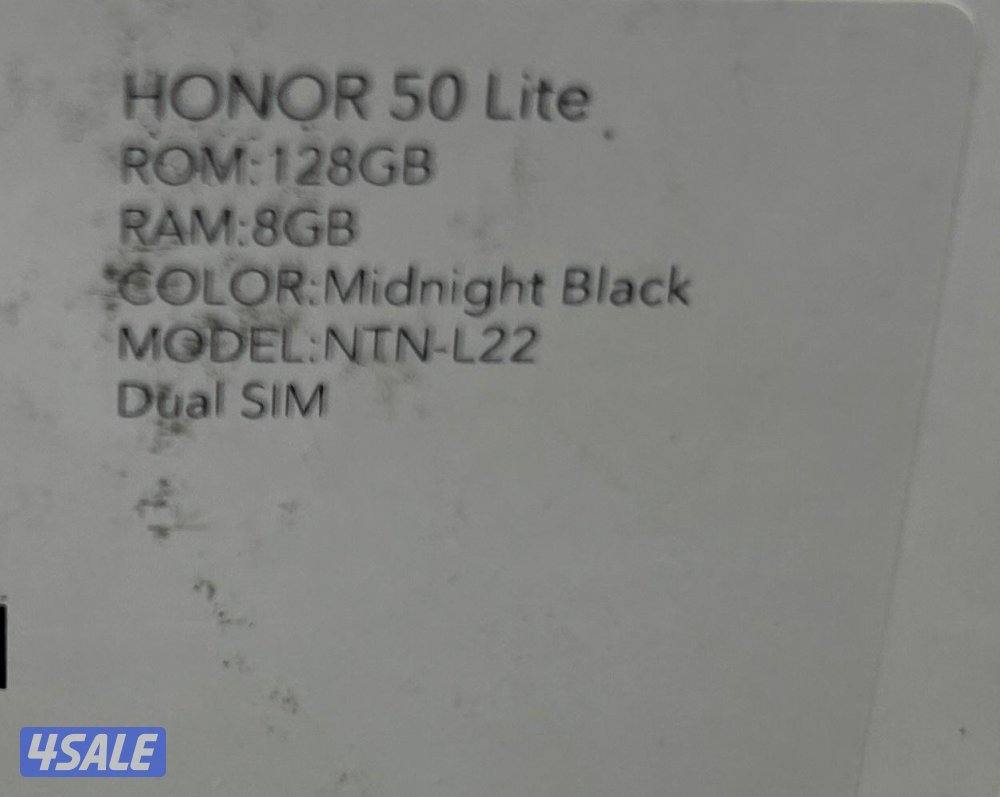 HONOR 50 Lite
ROM:128GB
RAM:8GB
COLOR:Midnight Black
MODEL:NTN-L22
Dual SIM
4SALE